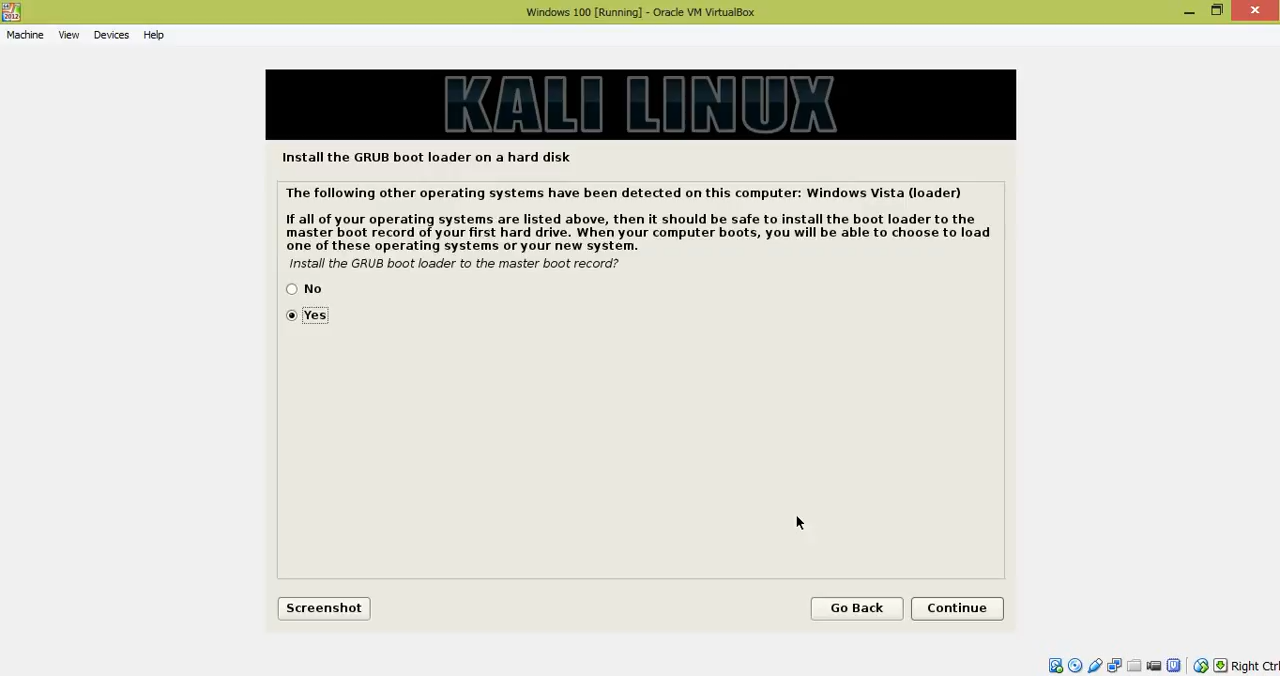 Windows 100 [Running] - Oracle VM VirtualBox
Machine View Devices Help
KALI LINUX
Install the GRUB boot loader on a hard disk
The following other operating systems have been detected on this computer: Windows Vista (loader)
If all of your operating systems are listed above, then it should be safe to install the boot loader to the
master boot record of your first hard drive. When your computer boots, you will be able to choose to load
one of these operating systems or your new system.
Install the GRUB boot loader to the master boot record?
No
Yes
Screenshot Go Back Continue
Right Ctrl